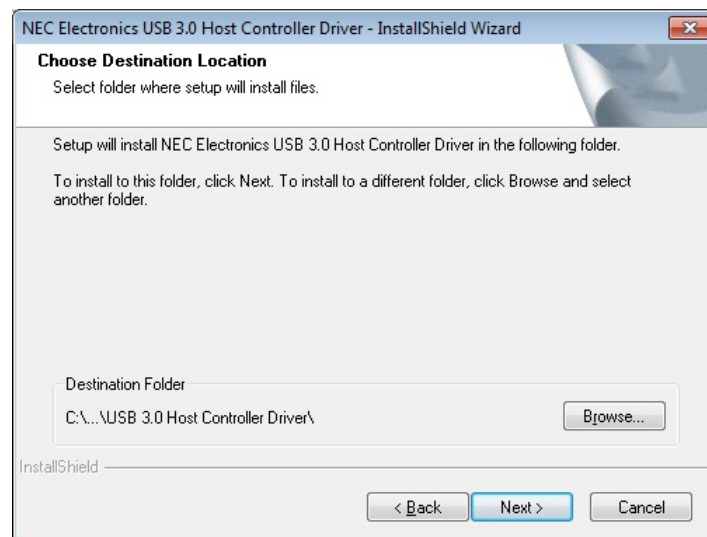 NEC Electronics USB 3.0 Host Controller Driver - InstallShield Wizard
Choose Destination Location
Select folder where setup will install files.
Setup will install NEC Electronics USB 3.0 Host Controller Driver in the following folder.
To install to this folder, click Next. To install to a different folder, click Browse and select
another folder.
Destination Folder
C:\...\USB 3.0 Host Controller Driver\
Browse...
InstallShield
< Back
Next >
Cancel